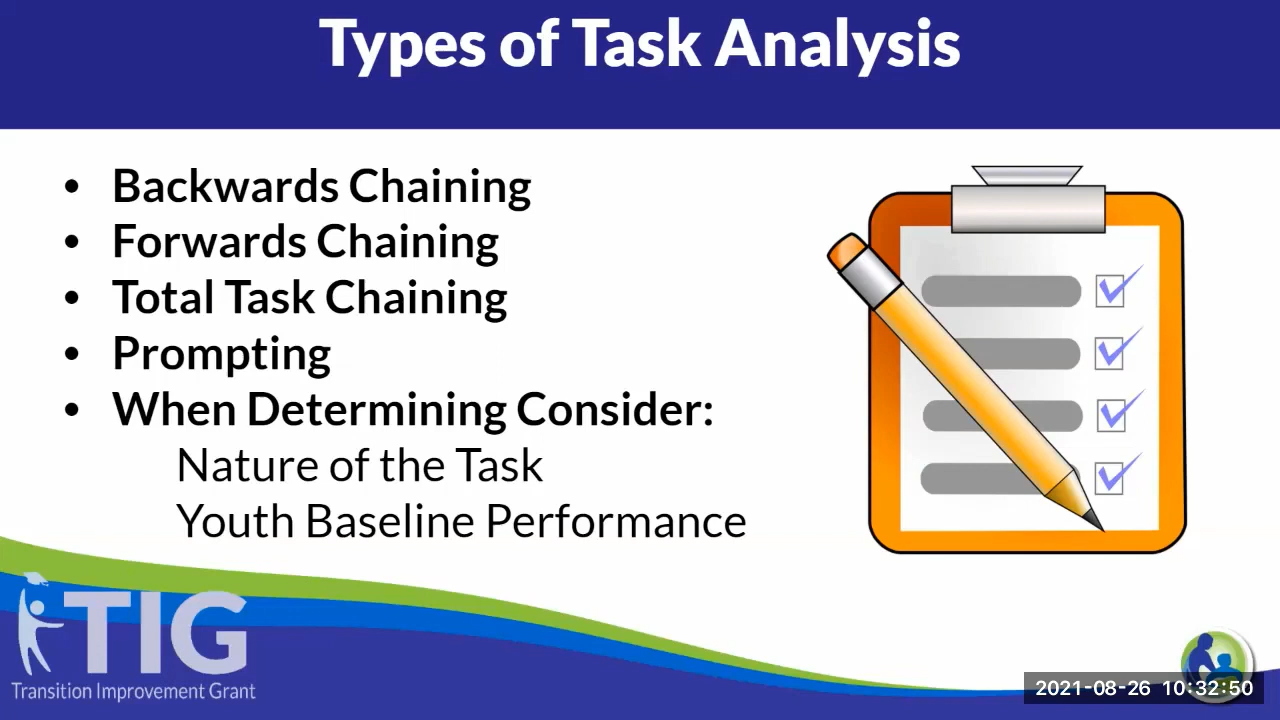 Types of Task Analysis
• Backwards Chaining
• Forwards Chaining
• Total Task Chaining
• Prompting
• When Determining Consider:
Nature of the Task
Youth Baseline Performance
TIG
Transition Improvement Grant
2021-08-26 10:32:50